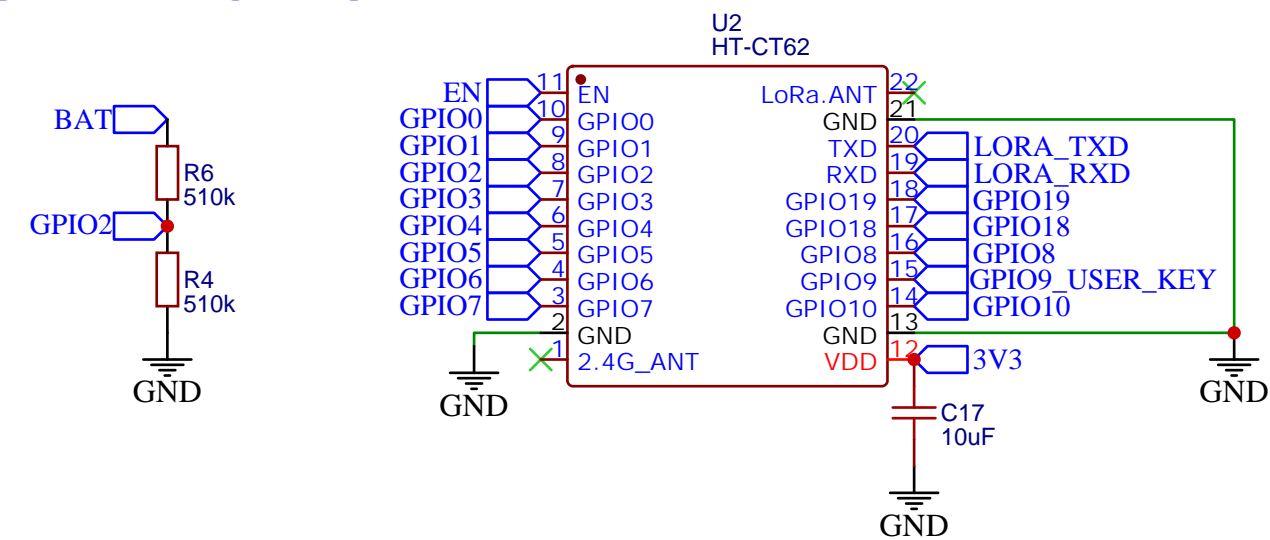 U2
HT-CT62
BAT
R6
510k
GPIO2
R4
510k
GND
EN 11 EN
GPIO0 10 GPIO0
GPIO1 9 GPIO1
GPIO2 8 GPIO2
GPIO3 7 GPIO3
GPIO4 6 GPIO4
GPIO5 5 GPIO5
GPIO6 4 GPIO6
GPIO7 3 GPIO7
2 GND
1 2.4G_ANT
GND
LoRa.ANT 22
GND 21
TXD 20 LORA_TXD
RXD 19 LORA_RXD
GPIO19 18 GPIO19
GPIO18 17 GPIO18
GPIO8 16 GPIO8
GPIO9 15 GPIO9_USER_KEY
GPIO10 14 GPIO10
GND 13
VDD 12 3V3
GND
C17
10uF
GND